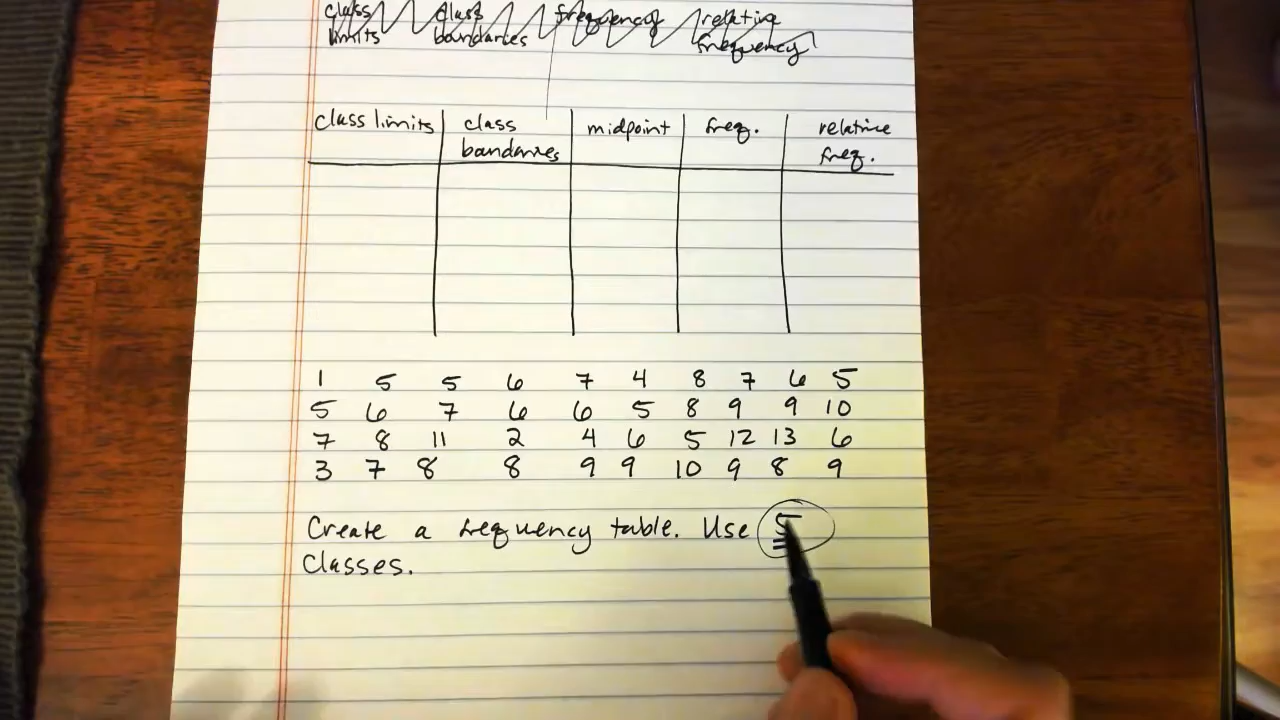 class class frequency relative
limits boundaries frequency
class limits class midpoint freq. relative
boundaries freq.
1 5 5 6 7 4 8 7 6 5
5 6 7 6 6 5 8 9 9 10
7 8 11 2 4 6 5 12 13 6
3 7 8 8 9 9 10 9 8 9
Create a frequency table. Use 5
classes.